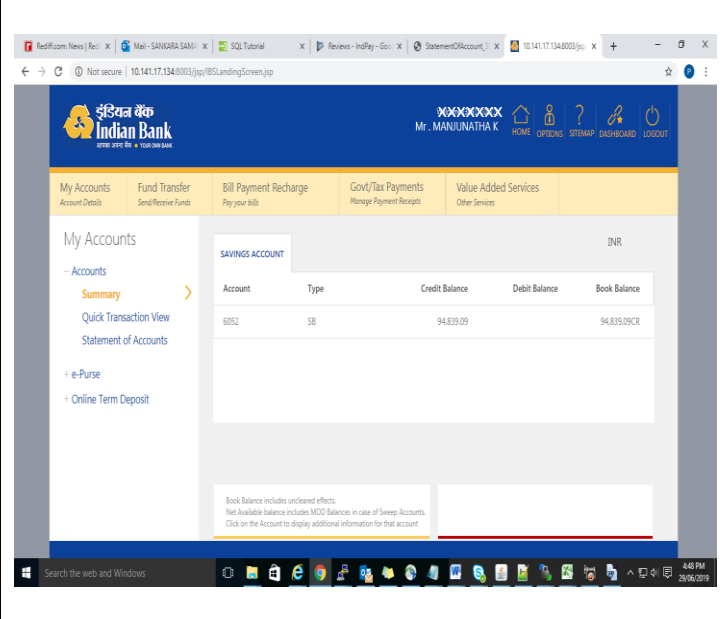 Rediff.com: News | Redi
Mail - SANKARA SAMA
SQL Tutorial
Reviews - IndPay - Goo
StatementOfAccount_
10.141.17.134:8003/jsp/
Not secure | 10.141.17.134:8003/jsp/IBSLandingScreen.jsp
इंडियन बैंक
Indian Bank
आपका अपना बैंक YOUR OWN BANK
XXXXXXXX
Mr . MANJUNATHA K
HOME OPTIONS SITEMAP DASHBOARD LOGOUT
My Accounts Fund Transfer Bill Payment Recharge Govt/Tax Payments Value Added Services
Account Details Send/Receive Funds Pay your bills Manage Payment Receipts Other Services
My Accounts
− Accounts
Summary
Quick Transaction View
Statement of Accounts
+ e-Purse
+ Online Term Deposit
INR
SAVINGS ACCOUNT
Account Type Credit Balance Debit Balance Book Balance
6052 SB 94,839.09 94,839.09CR
Book Balance includes uncleared effects.
Net Available balance includes MOD Balances in case of Sweep Accounts.
Click on the Account to display additional information for that account
Search the web and Windows
4:48 PM
29/06/2019